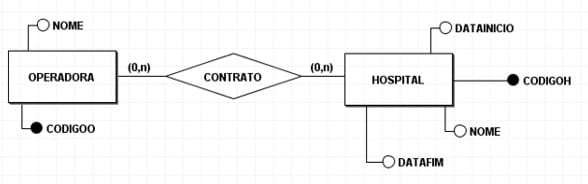 NOME
DATAINICIO
(0,n)
(0,n)
OPERADORA
CONTRATO
HOSPITAL
CODIGOH
CODIGOO
NOME
DATAFIM